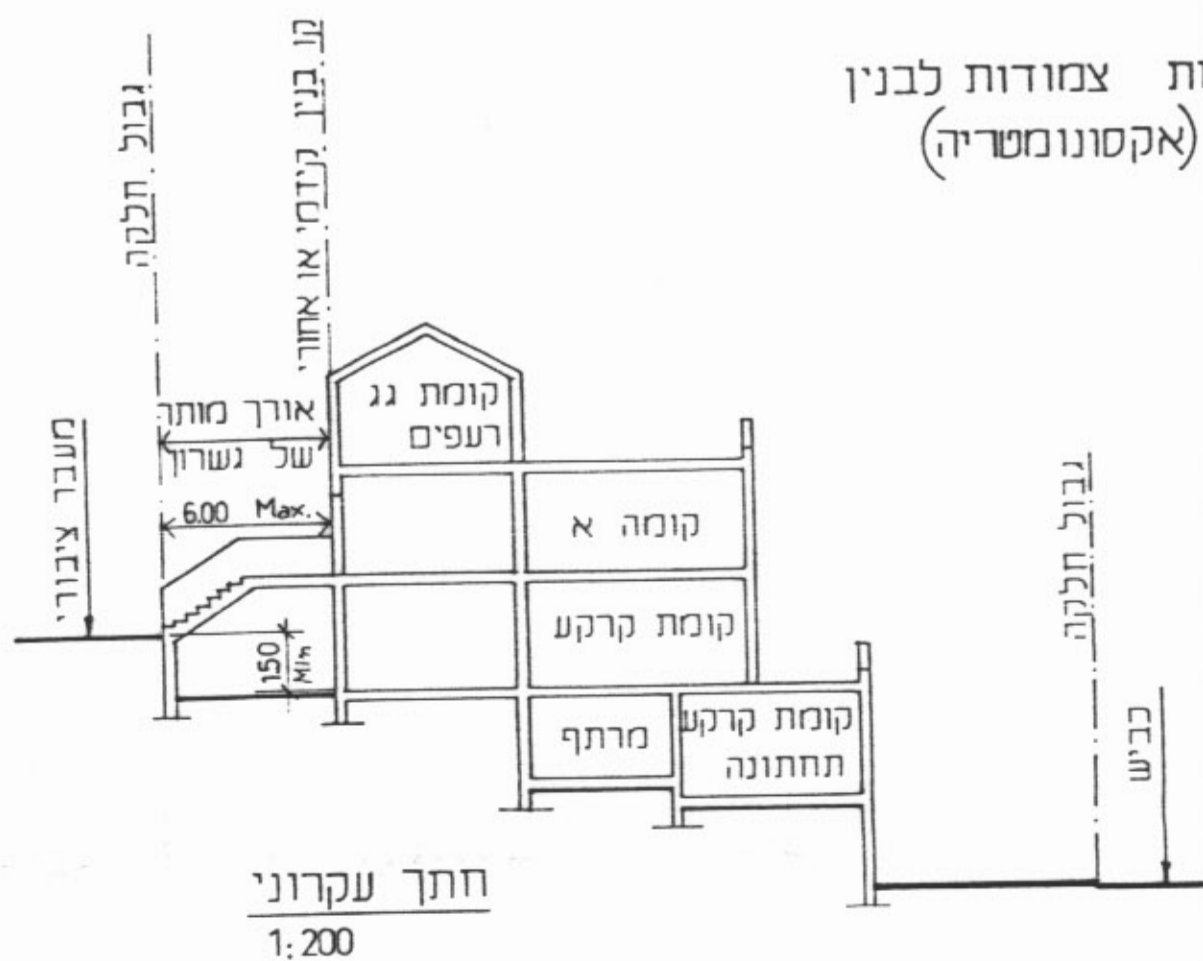 ות צמודות לבנין
(אקסונומטריה)
גבול חלקה
קו בנין קידמי או אחורי
אורך מותר
של גשרון
6.00 Max.
מעבר ציבורי
1.50
Min
קומת גג
רעפים
קומה א
קומת קרקע
מרתף
קומת קרקע
תחתונה
גבול חלקה
כביש
חתך עקרוני
1:200